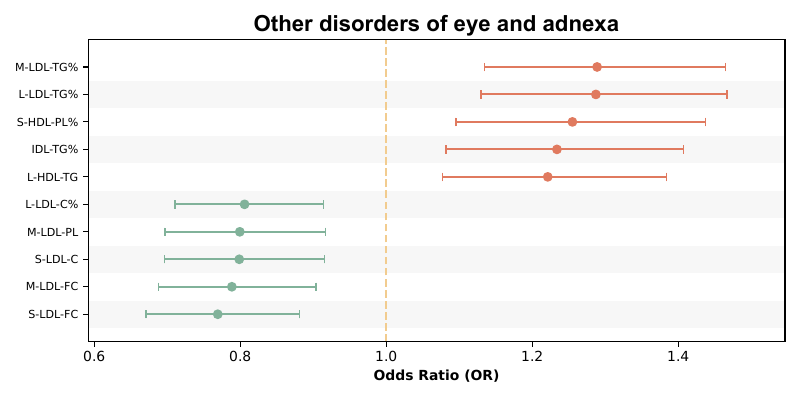 Other disorders of eye and adnexa
M-LDL-TG%
L-LDL-TG%
S-HDL-PL%
IDL-TG%
L-HDL-TG
L-LDL-C%
M-LDL-PL
S-LDL-C
M-LDL-FC
S-LDL-FC
0.6 0.8 1.0 1.2 1.4
Odds Ratio (OR)